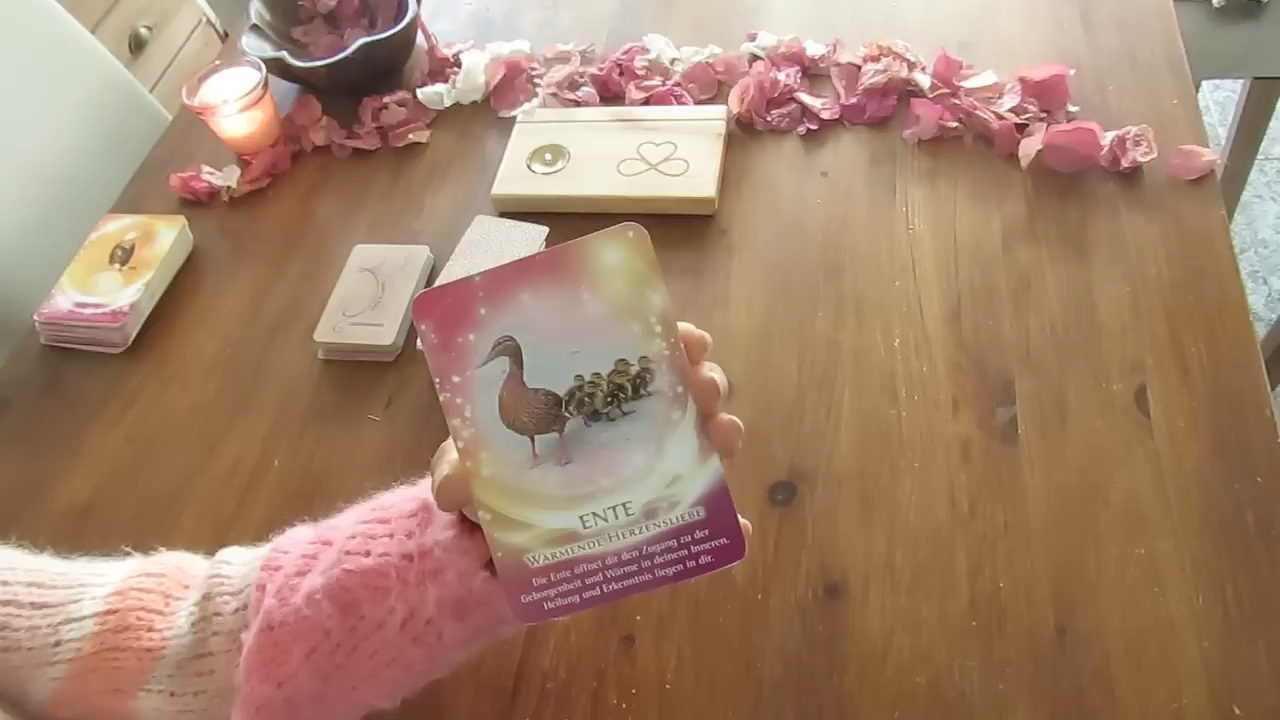 ENTE
WÄRMENDE HERZENSLIEBE
Die Ente öffnet dir den Zugang zu der
Geborgenheit und Wärme in deinem Inneren.
Heilung und Erkenntnis liegen in dir.